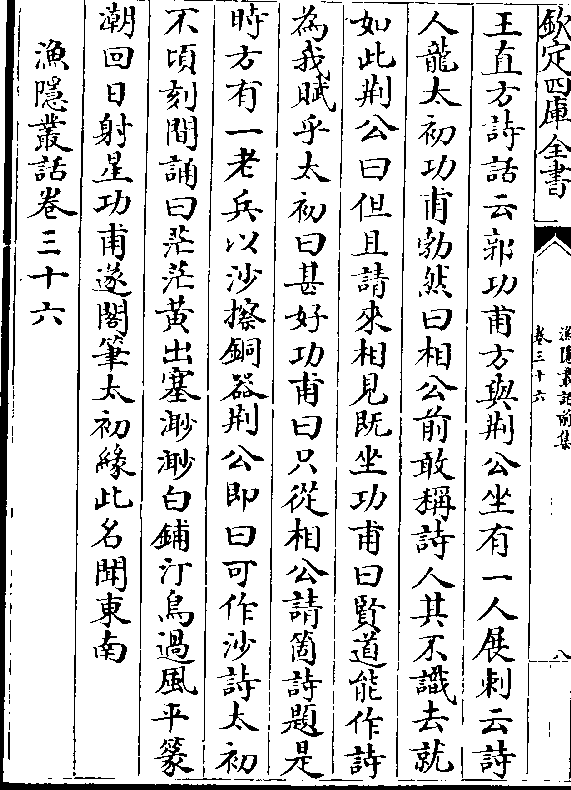 欽定四庫全書
漁隱叢話前集
卷三十六
八
王直方詩話云郭功甫方與荆公坐有一人展刺云詩
人龍太初功甫勃然曰相公前敢稱詩人其不識去就
如此荆公曰但且請來相見既坐功甫曰賢道能作詩
為我賦乎太初曰甚好功甫曰只從相公請箇詩題是
時方有一老兵以沙擦銅器荆公即曰可作沙詩太初
不頃刻間誦曰茫茫黄出塞渺渺白鋪汀鳥過風平篆
潮回日射星功甫遂閣筆太初緣此名聞東南
漁隱叢話卷三十六